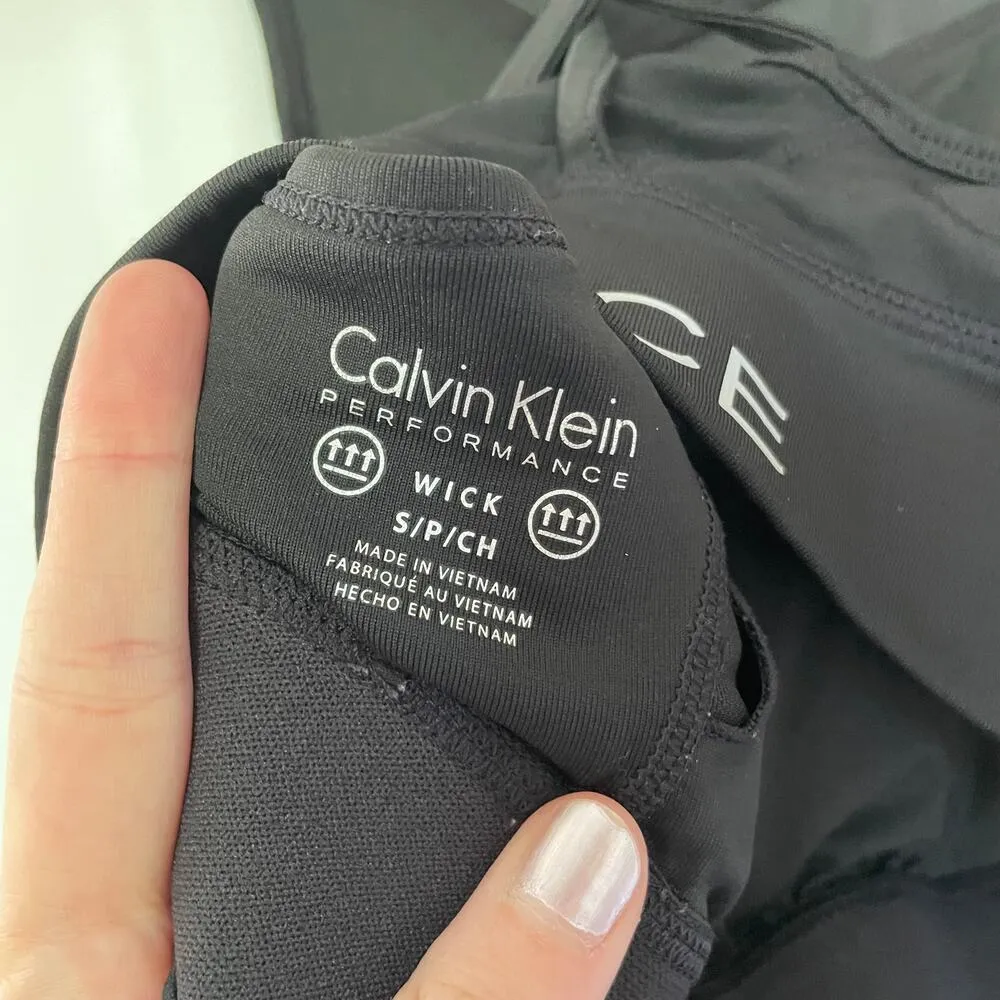 Calvin Klein
PERFORMANCE
WICK
S/P/CH
MADE IN VIETNAM
FABRIQUÉ AU VIETNAM
HECHO EN VIETNAM
CE